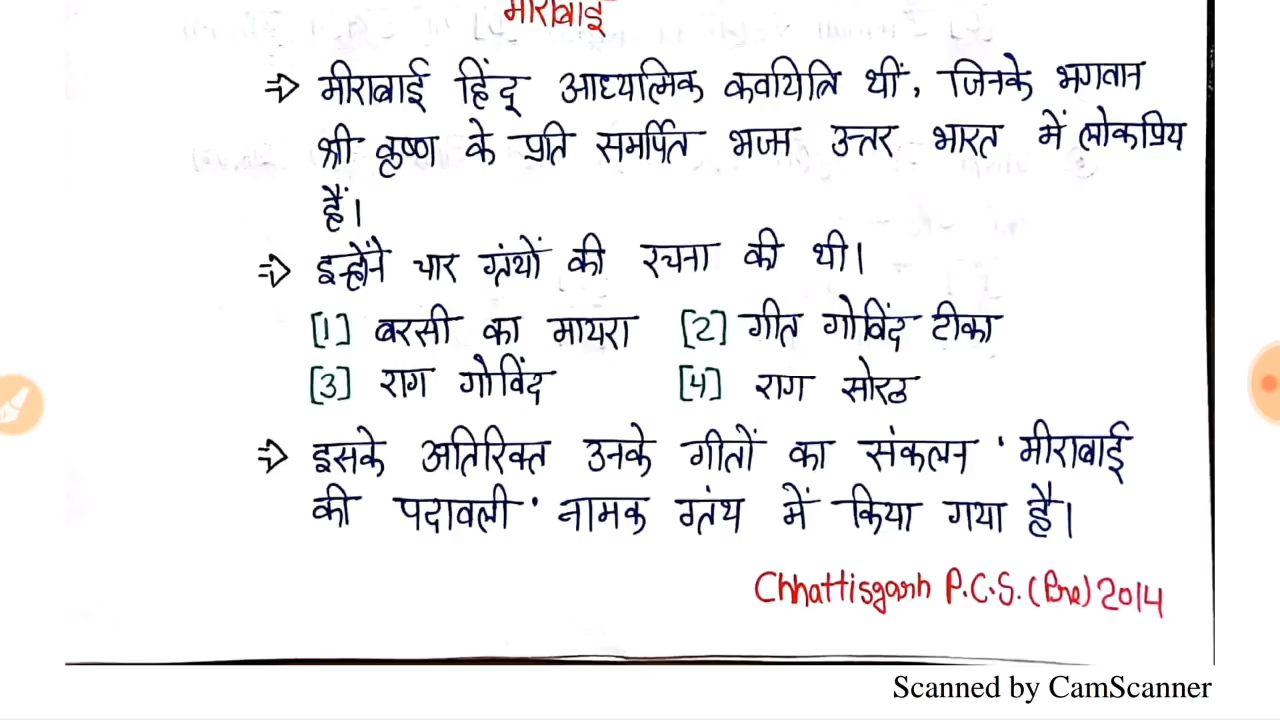 मीराबाई
⇒ मीराबाई हिंदू आध्यात्मिक कवयित्रि थीं, जिनके भगवान
श्री कृष्ण के प्रति समर्पित भजन उत्तर भारत में लोकप्रिय
हैं।
⇒ इन्होंने चार ग्रंथों की रचना की थी।
[1] बरसी का मायरा [2] गीत गोविंद टीका
[3] राग गोविंद [4] राग सोरठ
⇒ इसके अतिरिक्त उनके गीतों का संकलन 'मीराबाई
की पदावली' नामक ग्रंथ में किया गया है।
Chhattisgarh P.C.S. (Pre) 2014
Scanned by CamScanner